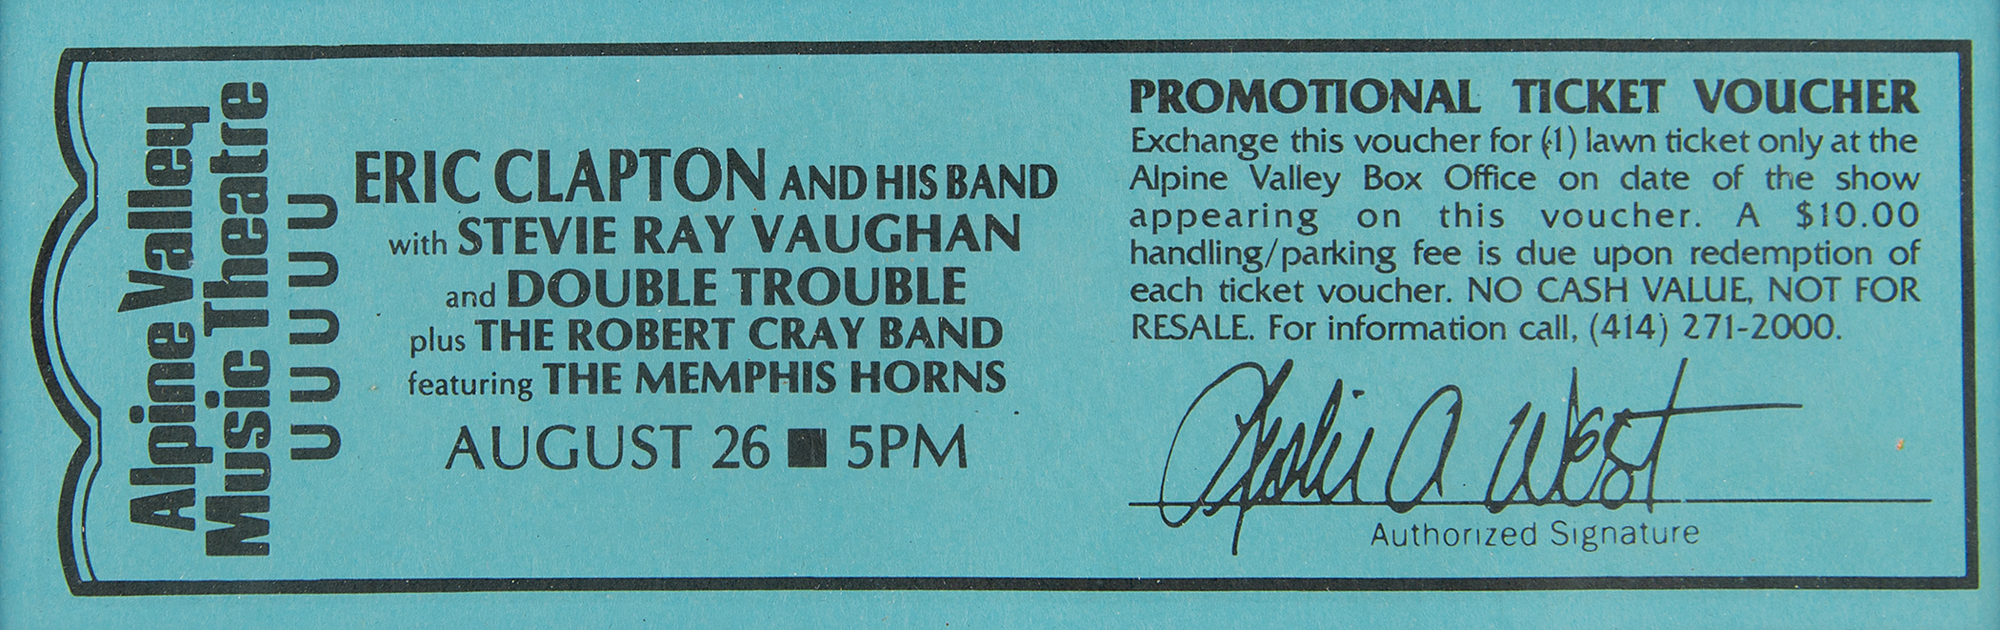 Alpine Valley
Music Theatre
ERIC CLAPTON AND HIS BAND
with STEVIE RAY VAUGHAN
and DOUBLE TROUBLE
plus THE ROBERT CRAY BAND
featuring THE MEMPHIS HORNS
AUGUST 26 ■ 5PM
PROMOTIONAL TICKET VOUCHER
Exchange this voucher for (1) lawn ticket only at the
Alpine Valley Box Office on date of the show
appearing on this voucher. A $10.00
handling/parking fee is due upon redemption of
each ticket voucher. NO CASH VALUE, NOT FOR
RESALE. For information call, (414) 271-2000.
Leslie A West
Authorized Signature